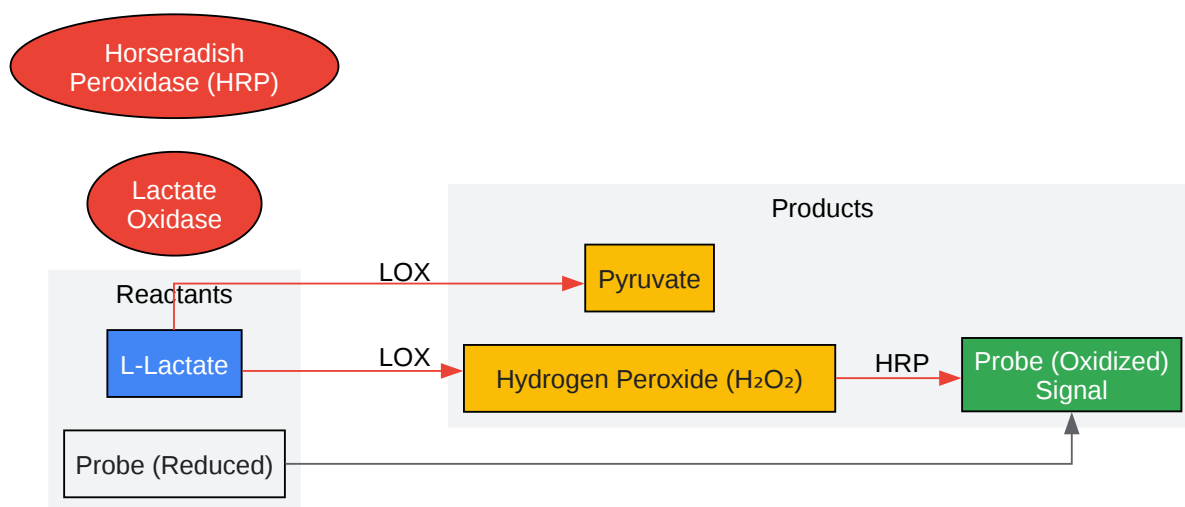 Horseradish
Peroxidase (HRP)
Lactate
Oxidase
Products
Reactants
LOX
Pyruvate
L-Lactate
LOX
Hydrogen Peroxide (H₂O₂)
HRP
Probe (Oxidized)
Signal
Probe (Reduced)